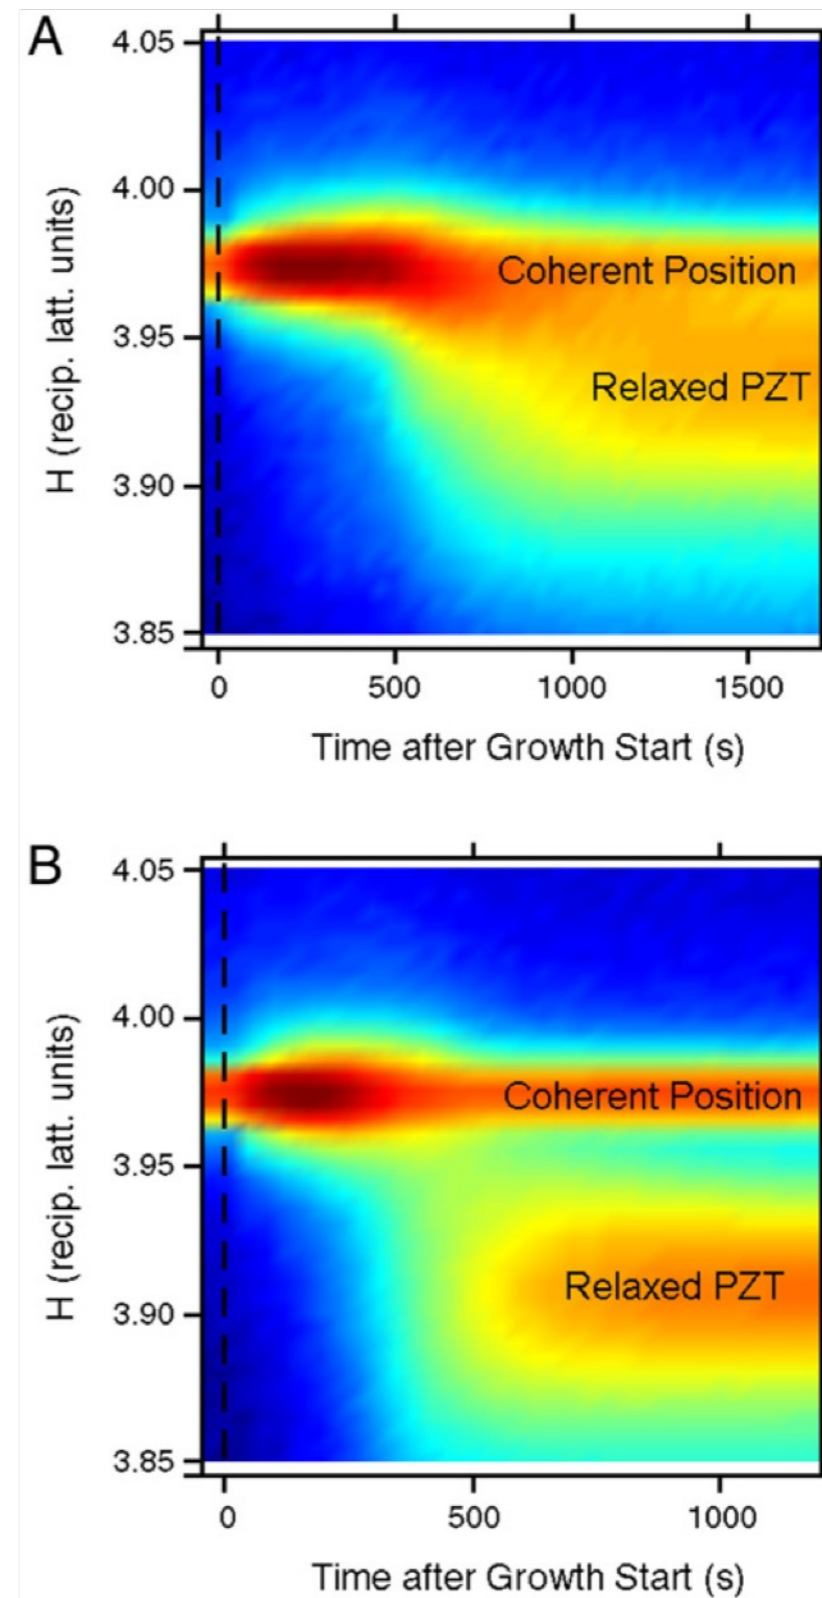 A
4.05
4.00
3.95
3.90
3.85
H (recip. latt. units)
Coherent Position
Relaxed PZT
0 500 1000 1500
Time after Growth Start (s)
B
4.05
4.00
3.95
3.90
3.85
H (recip. latt. units)
Coherent Position
Relaxed PZT
0 500 1000
Time after Growth Start (s)